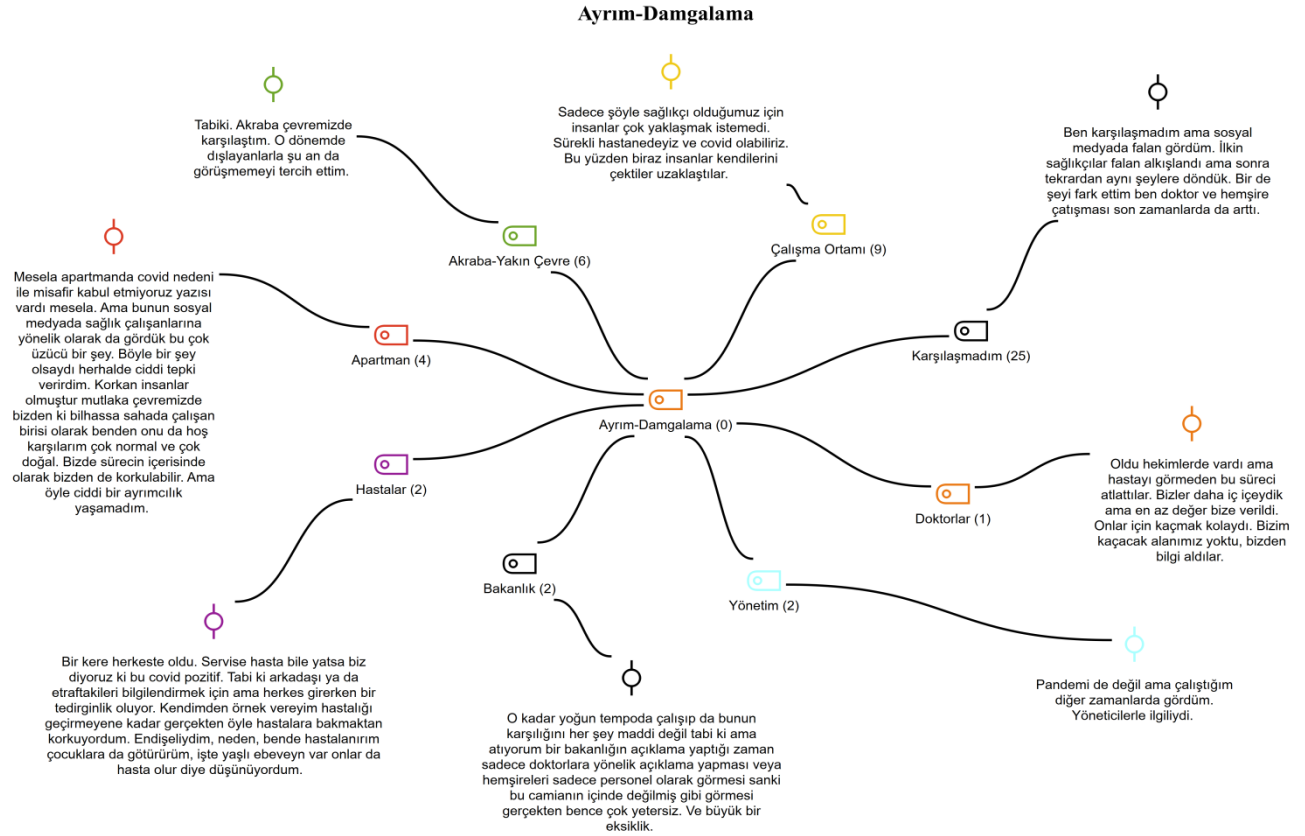 Ayrım-Damgalama
Tabiki. Akraba çevremizde
karşılaştım. O dönemde
dışlayanlarla şu an da
görüşmemeyi tercih ettim.
Sadece şöyle sağlıkçı olduğumuz için
insanlar çok yaklaşmak istemedi.
Sürekli hastanedeyiz ve covid olabiliriz.
Bu yüzden biraz insanlar kendilerini
çektiler uzaklaştılar.
Ben karşılaşmadım ama sosyal
medyada falan gördüm. İlkin
sağlıkçılar falan alkışlandı ama sonra
tekrardan aynı şeylere döndük. Bir de
şeyi fark ettim ben doktor ve hemşire
çatışması son zamanlarda da arttı.
Akraba-Yakın Çevre (6)
Çalışma Ortamı (9)
Mesela apartmanda covid nedeni
ile misafir kabul etmiyoruz yazısı
vardı mesela. Ama bunun sosyal
medyada sağlık çalışanlarına
yönelik olarak da gördük bu çok
üzücü bir şey. Böyle bir şey
olsaydı herhalde ciddi tepki
verirdim. Korkan insanlar
olmuştur mutlaka çevremizde
bizden ki bilhassa sahada çalışan
birisi olarak benden onu da hoş
karşılarım çok normal ve çok
doğal. Bizde sürecin içerisinde
olarak bizden de korkulabilir. Ama
öyle ciddi bir ayrımcılık
yaşamadım.
Apartman (4)
Karşılaşmadım (25)
Ayrım-Damgalama (0)
Hastalar (2)
Doktorlar (1)
Oldu hekimlerde vardı ama
hastayı görmeden bu süreci
atlattılar. Bizler daha iç içeydik
ama en az değer bize verildi.
Onlar için kaçmak kolaydı. Bizim
kaçacak alanımız yoktu, bizden
bilgi aldılar.
Bakanlık (2)
Yönetim (2)
Bir kere herkeste oldu. Servise hasta bile yatsa biz
diyoruz ki bu covid pozitif. Tabi ki arkadaşı ya da
etraftakileri bilgilendirmek için ama herkes girerken bir
tedirginlik oluyor. Kendimden örnek vereyim hastalığı
geçirmeyene kadar gerçekten öyle hastalara bakmaktan
korkuyordum. Endişeliydim, neden, bende hastalanırım
çocuklara da götürürüm, işte yaşlı ebeveyn var onlar da
hasta olur diye düşünüyordum.
O kadar yoğun tempoda çalışıp da bunun
karşılığını her şey maddi değil tabi ki ama
atıyorum bir bakanlığın açıklama yaptığı zaman
sadece doktorlara yönelik açıklama yapması veya
hemşireleri sadece personel olarak görmesi sanki
bu camianın içinde değilmiş gibi görmesi
gerçekten bence çok yetersiz. Ve büyük bir
eksiklik.
Pandemi de değil ama çalıştığım
diğer zamanlarda gördüm.
Yöneticilerle ilgiliydi.